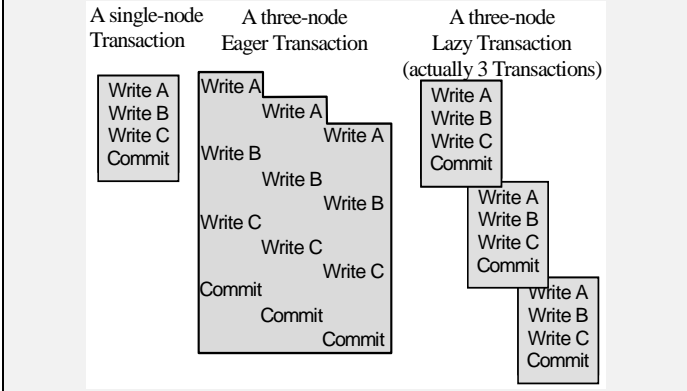 A single-node
Transaction
A three-node
Eager Transaction
A three-node
Lazy Transaction
(actually 3 Transactions)
Write A
Write B
Write C
Commit
Write A
Write A
Write A
Write B
Write B
Write B
Write C
Write C
Write C
Commit
Commit
Commit
Write A
Write B
Write C
Commit
Write A
Write B
Write C
Commit
Write A
Write B
Write C
Commit